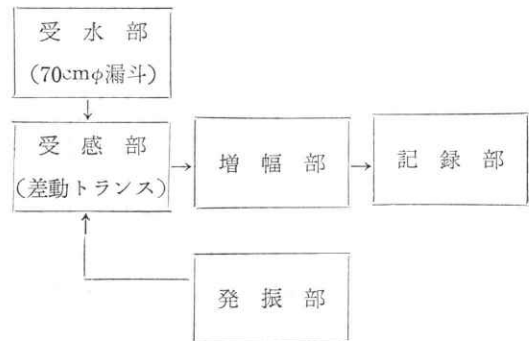 受水部
(70cmφ漏斗)
受感部
(差動トランス)
増幅部
記録部
発振部